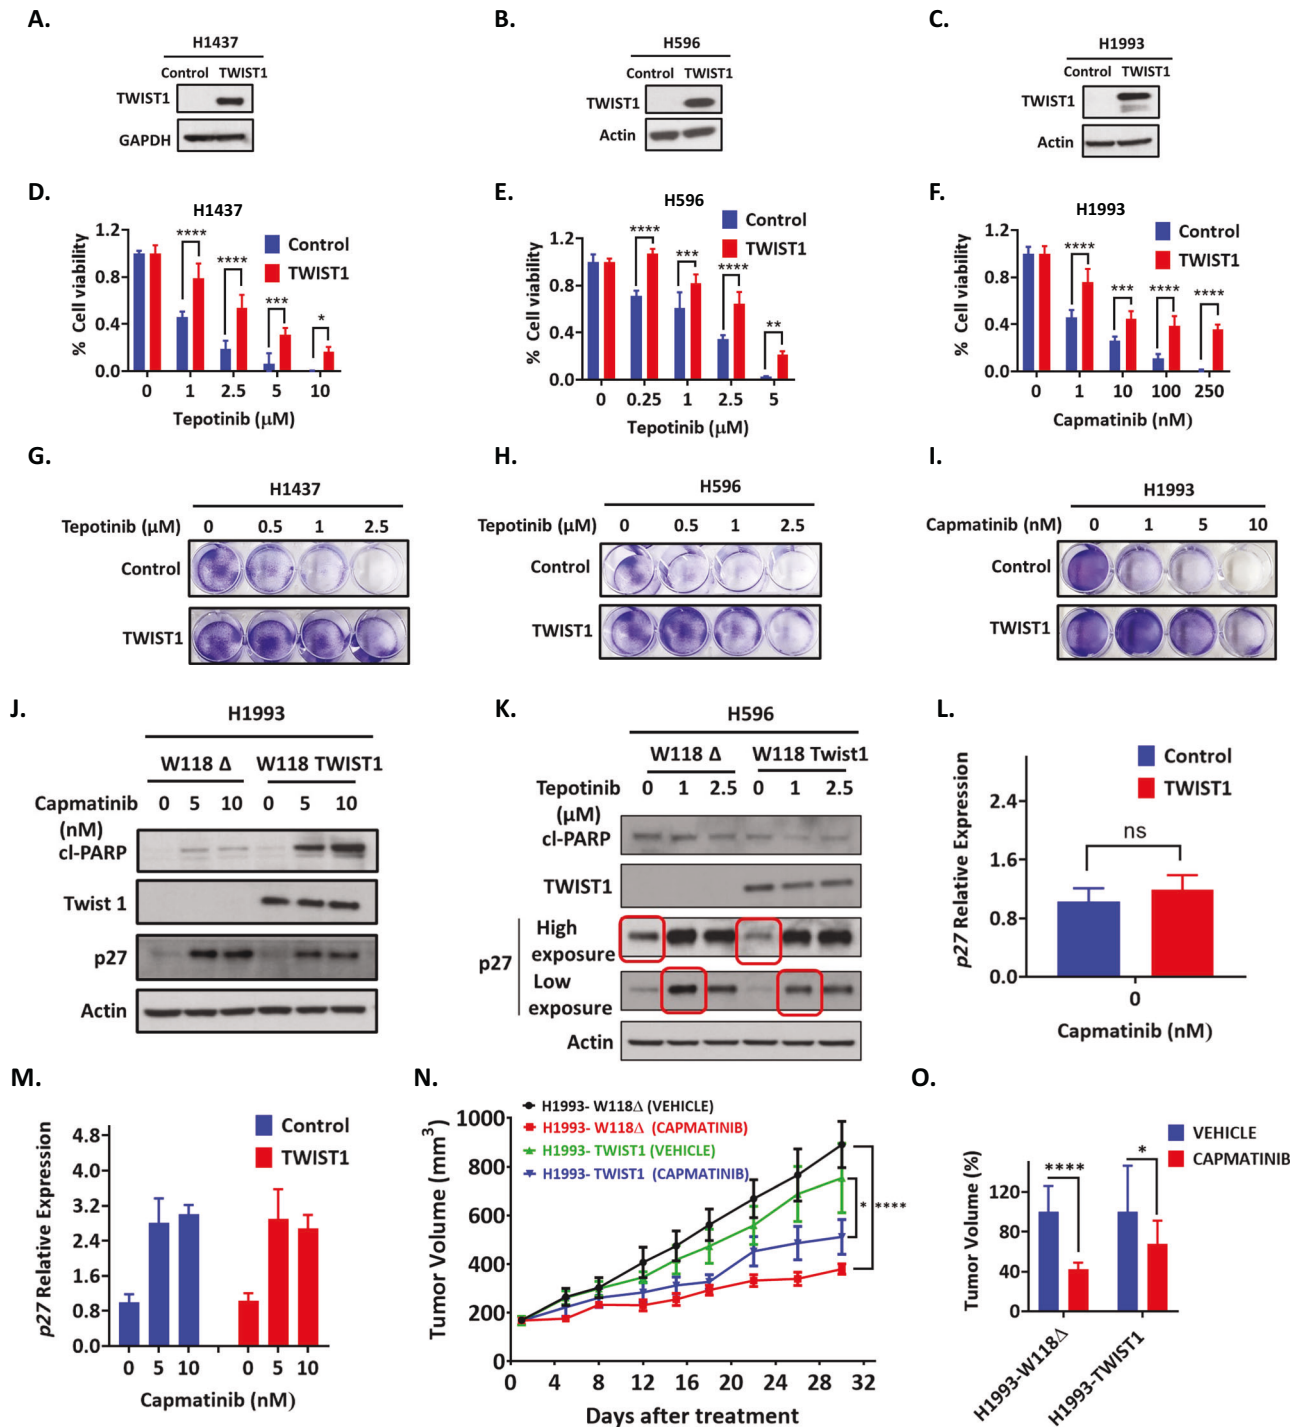 A.
H1437
Control TWIST1
TWIST1
GAPDH
B.
H596
Control TWIST1
TWIST1
Actin
C.
H1993
Control TWIST1
TWIST1
Actin
D.
H1437
% Cell viability
1.2
0.8
0.4
0.0
****
****
***
*
Control
TWIST1
0 1 2.5 5 10
Tepotinib (μM)
E.
H596
% Cell viability
1.2
0.8
0.4
0.0
****
***
****
**
Control
TWIST1
0 0.25 1 2.5 5
Tepotinib (μM)
F.
H1993
% Cell viability
1.2
0.8
0.4
0.0
****
***
****
****
Control
TWIST1
0 1 10 100 250
Capmatinib (nM)
G.
H1437
Tepotinib (μM) 0 0.5 1 2.5
Control
TWIST1
H.
H596
Tepotinib (μM) 0 0.5 1 2.5
Control
TWIST1
I.
H1993
Capmatinib (nM) 0 1 5 10
Control
TWIST1
J.
H1993
W118 Δ W118 TWIST1
Capmatinib 0 5 10 0 5 10
(nM)
cl-PARP
Twist 1
p27
Actin
K.
H596
W118 Δ W118 Twist1
Tepotinib 0 1 2.5 0 1 2.5
(μM)
cl-PARP
TWIST1
p27
High
exposure
Low
exposure
Actin
L.
p27 Relative Expression
2.4
1.6
0.8
0.0
Control
TWIST1
ns
0
Capmatinib (nM)
M.
p27 Relative Expression
4.8
4.0
3.2
2.4
1.6
0.8
0.0
Control
TWIST1
0 5 10 0 5 10
Capmatinib (nM)
N.
Tumor Volume (mm³)
1000
800
600
400
200
0
H1993- W118Δ (VEHICLE)
H1993- W118Δ (CAPMATINIB)
H1993- TWIST1 (VEHICLE)
H1993- TWIST1 (CAPMATINIB)
* ****
0 4 8 12 16 20 24 28 32
Days after treatment
O.
Tumor Volume (%)
120
80
40
0
VEHICLE
CAPMATINIB
****
*
H1993-W118Δ
H1993-TWIST1